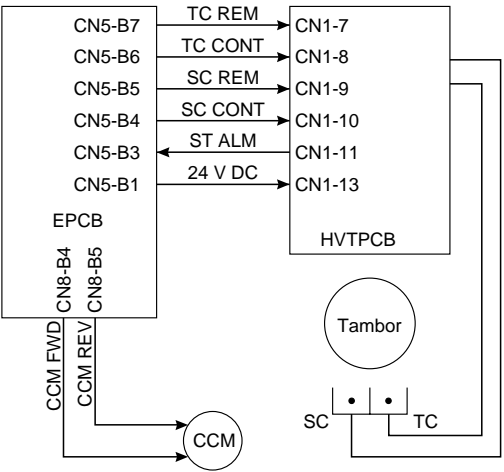 TC REM
CN5-B7
CN1-7
TC CONT
CN5-B6
CN1-8
SC REM
CN5-B5
CN1-9
SC CONT
CN5-B4
CN1-10
ST ALM
CN5-B3
CN1-11
24 V DC
CN5-B1
CN1-13
EPCB
HVTPCB
CN8-B4
CN8-B5
CCM FWD
CCM REV
Tambor
SC
TC
CCM